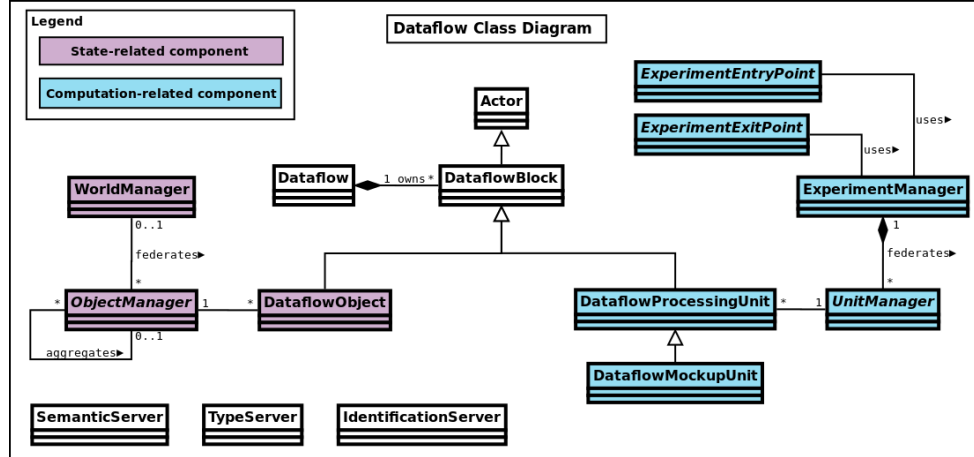 Legend
State-related component
Computation-related component
Dataflow Class Diagram
ExperimentEntryPoint
ExperimentExitPoint
uses▶
uses▶
Actor
Dataflow
1 owns *
DataflowBlock
WorldManager
0..1
federates▶
*
ExperimentManager
1
federates▶
*
* ObjectManager 1
* DataflowObject
0..1
aggregates▶
DataflowProcessingUnit *
1 UnitManager
DataflowMockupUnit
SemanticServer
TypeServer
IdentificationServer